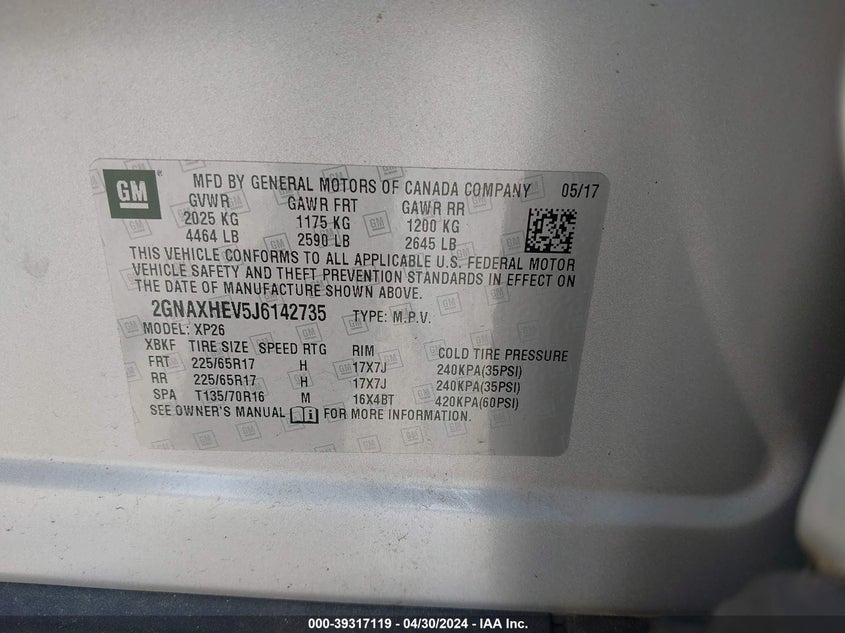 GM ® MFD BY GENERAL MOTORS OF CANADA COMPANY 05/17
GVWR GAWR FRT GAWR RR
2025 KG 1175 KG 1200 KG
4464 LB 2590 LB 2645 LB
THIS VEHICLE CONFORMS TO ALL APPLICABLE U.S. FEDERAL MOTOR
VEHICLE SAFETY AND THEFT PREVENTION STANDARDS IN EFFECT ON
THE DATE OF MANUFACTURE SHOWN ABOVE.
2GNAXHEV5J6142735 TYPE: M.P.V.
MODEL: XP26
XBKF TIRE SIZE SPEED RTG RIM COLD TIRE PRESSURE
FRT 225/65R17 H 17X7J 240KPA(35PSI)
RR 225/65R17 H 17X7J 240KPA(35PSI)
SPA T135/70R16 M 16X4BT 420KPA(60PSI)
SEE OWNER'S MANUAL FOR MORE INFORMATION.
000-39317119 - 04/30/2024 - IAA Inc.